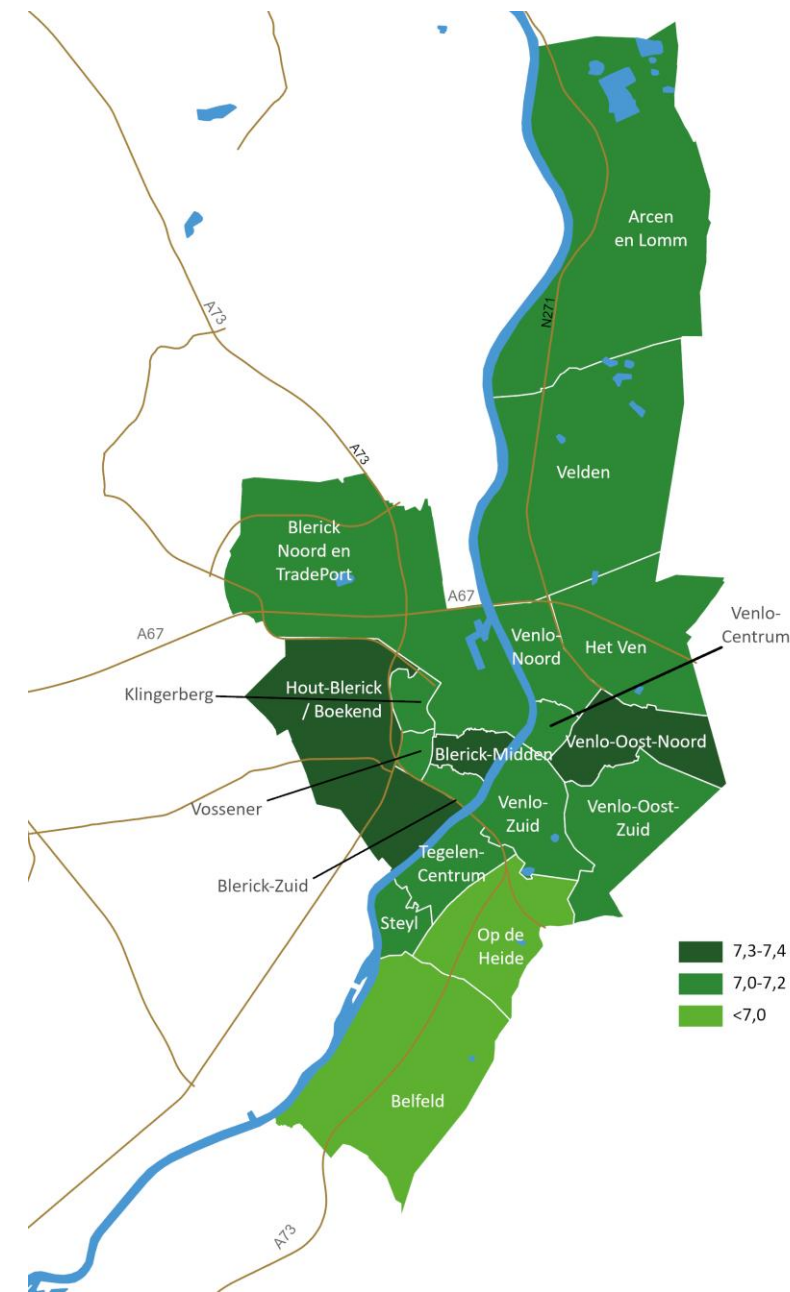 Arcen
en Lomm
A73
N271
A73
Velden
Blerick
Noord en
TradePort
A67
A67
Venlo-
Noord
Het Ven
Venlo-
Centrum
Klingerberg
Hout-Blerick
/ Boekend
Blerick-Midden
Venlo-Oost-Noord
Vossener
Venlo-
Zuid
Venlo-Oost-
Zuid
Blerick-Zuid
Tegelen-
Centrum
Steyl
Op de
Heide
7,3-7,4
7,0-7,2
<7,0
Belfeld
A73